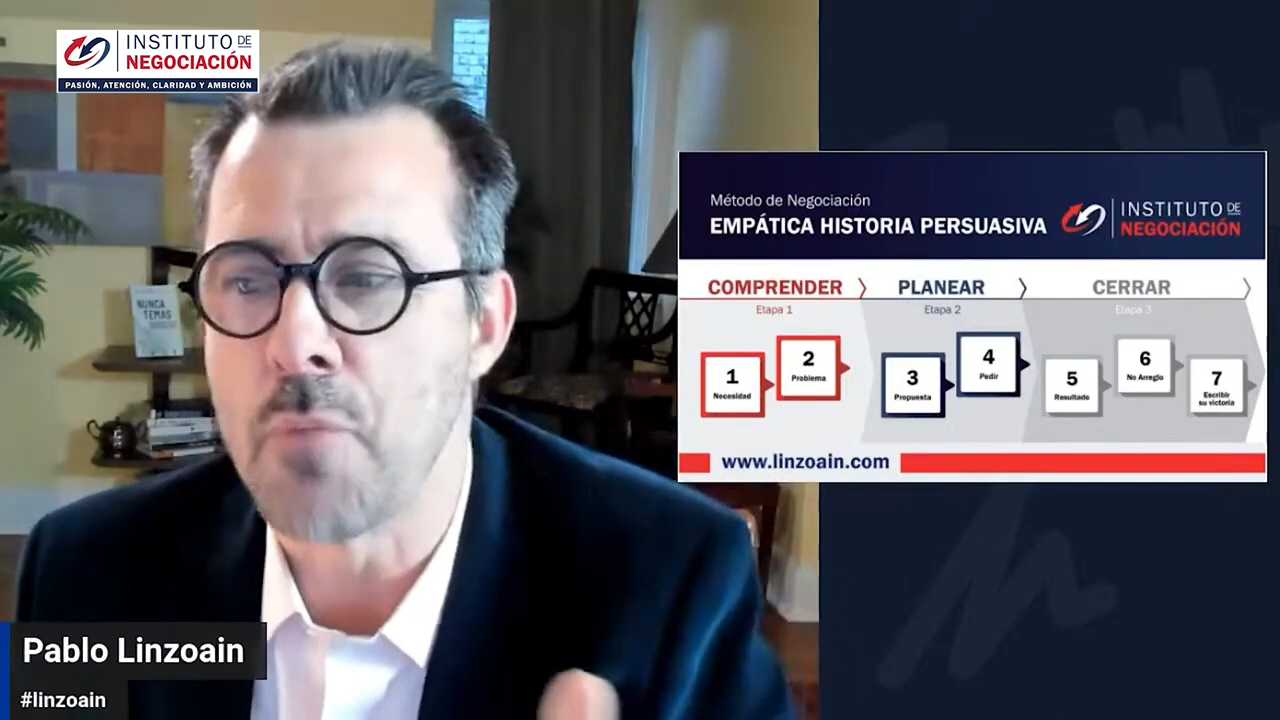 INSTITUTO DE
NEGOCIACIÓN
PASIÓN, ATENCIÓN, CLARIDAD Y AMBICIÓN
NUNCA
TEMAS
Método de Negociación
EMPÁTICA HISTORIA PERSUASIVA
INSTITUTO DE
NEGOCIACIÓN
COMPRENDER
PLANEAR
CERRAR
Etapa 1
Etapa 2
Etapa 3
1
Necesidad
2
Problema
3
Propuesta
4
Pedir
5
Resultado
6
No Arreglo
7
Escribir
su victoria
www.linzoain.com
Pablo Linzoain
#linzoain